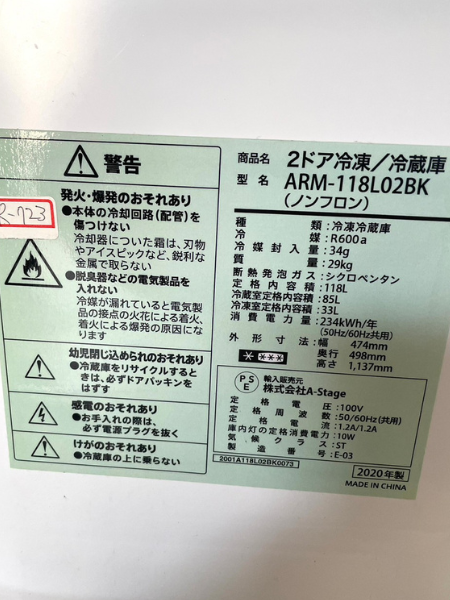 R-723
警告
発火・爆発のおそれあり
●本体の冷却回路(配管)を
傷つけない
冷却器についた霜は、刃物
やアイスピックなど、鋭利な
金属で取らない
●脱臭器などの電気製品を
入れない
冷媒が漏れていると電気製
品の接点の火花による着火、
着火による爆発の原因にな
ります
幼児閉じ込められのおそれあり
●冷蔵庫をリサイクルすると
きは、必ずドアパッキンを
はずす
感電のおそれあり
●お手入れの際は、
必ず電源プラグを抜く
けがのおそれあり
●冷蔵庫の上に乗らない
商品名 2ドア冷凍/冷蔵庫
型名 ARM-118L02BK
(ノンフロン)
種類:冷凍冷蔵庫
冷媒:R600a
冷媒封入量:34g
質量:29kg
断熱発泡ガス:シクロペンタン
定格内容積:118L
冷蔵室定格内容積:85L
冷凍室定格内容積:33L
消費電力量:234kWh/年
(50Hz/60Hz共用)
外形寸法:幅 474mm
奥行 498mm
高さ 1,137mm
PSE
輸入販売元
株式会社A-Stage
定格電圧:100V
定格周波数:50/60Hz(共用)
定格電流:1.2A/1.2A
庫内灯の定格消費電力:10W
気候クラス:ST
製造番号:E-03
2001A118L02BK0073
2020年製
MADE IN CHINA